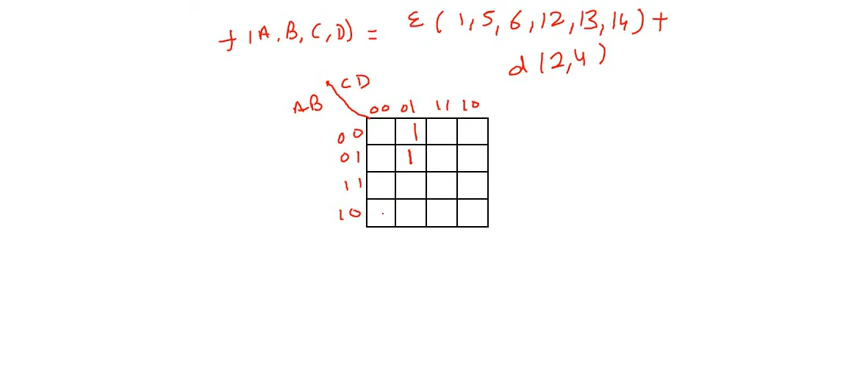 f(A, B, C, D) = Σ(1, 5, 6, 12, 13, 14) +
d(2, 4)
CD
AB
00 01 11 10
00 1
01 1
11
10